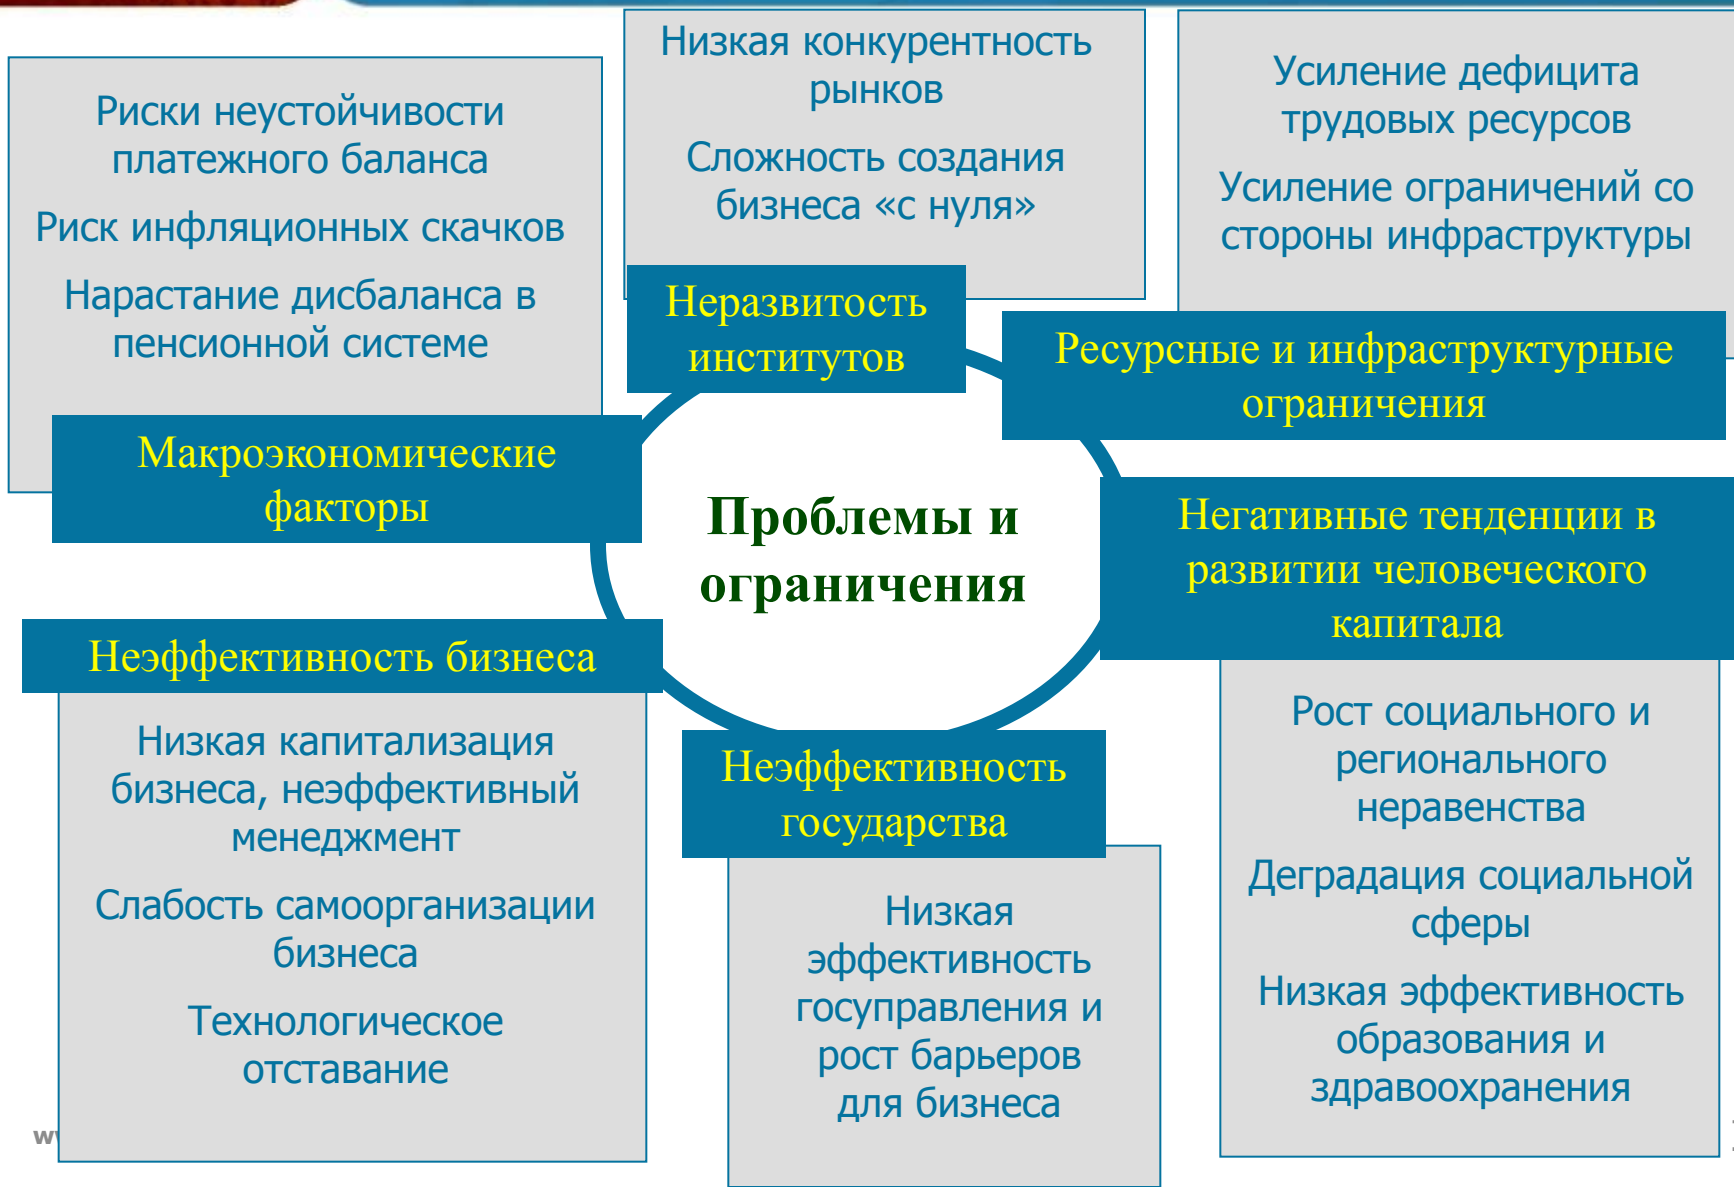 Риски неустойчивости
платежного баланса
Риск инфляционных скачков
Нарастание дисбаланса в
пенсионной системе
Макроэкономические
факторы
Низкая конкурентность
рынков
Сложность создания
бизнеса «с нуля»
Неразвитость
институтов
Усиление дефицита
трудовых ресурсов
Усиление ограничений со
стороны инфраструктуры
Ресурсные и инфраструктурные
ограничения
Проблемы и
ограничения
Негативные тенденции в
развитии человеческого
капитала
Рост социального и
регионального
неравенства
Деградация социальной
сферы
Низкая эффективность
образования и
здравоохранения
Неэффективность бизнеса
Низкая капитализация
бизнеса, неэффективный
менеджмент
Слабость самоорганизации
бизнеса
Технологическое
отставание
Неэффективность
государства
Низкая
эффективность
госуправления и
рост барьеров
для бизнеса